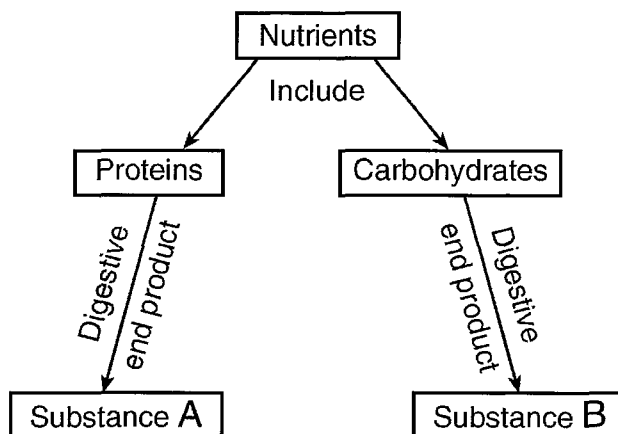 Nutrients
Include
Proteins
Carbohydrates
Digestive
end product
Digestive
end product
Substance A
Substance B